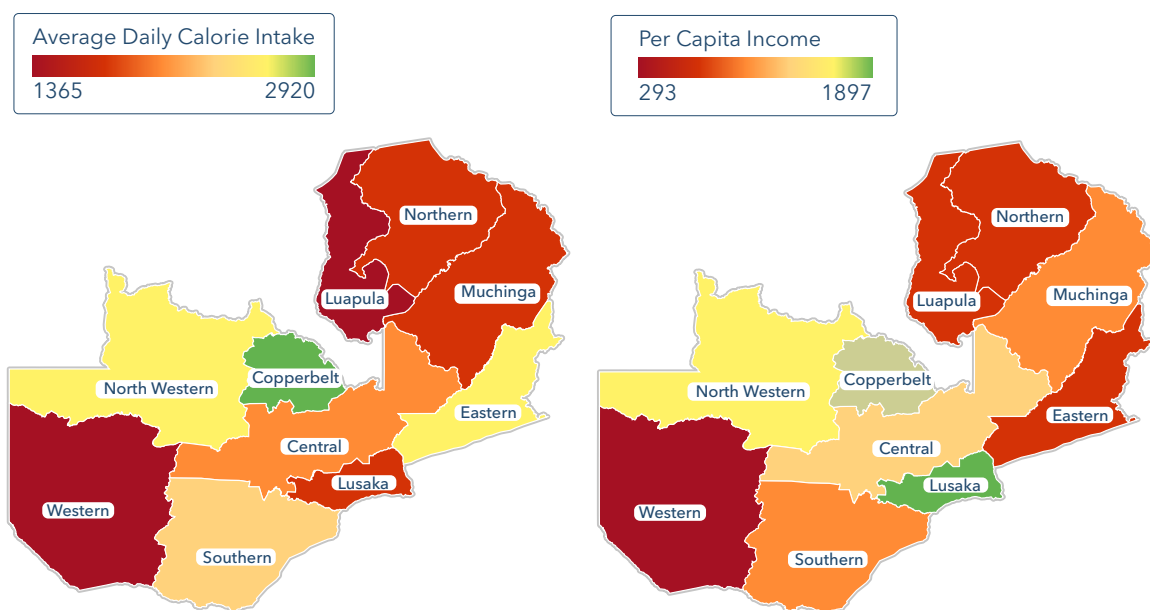 Average Daily Calorie Intake
1365 2920
Northern
Luapula
Muchinga
North Western
Copperbelt
Eastern
Central
Lusaka
Western
Southern
Per Capita Income
293 1897
Northern
Luapula
Muchinga
North Western
Copperbelt
Eastern
Central
Lusaka
Western
Southern